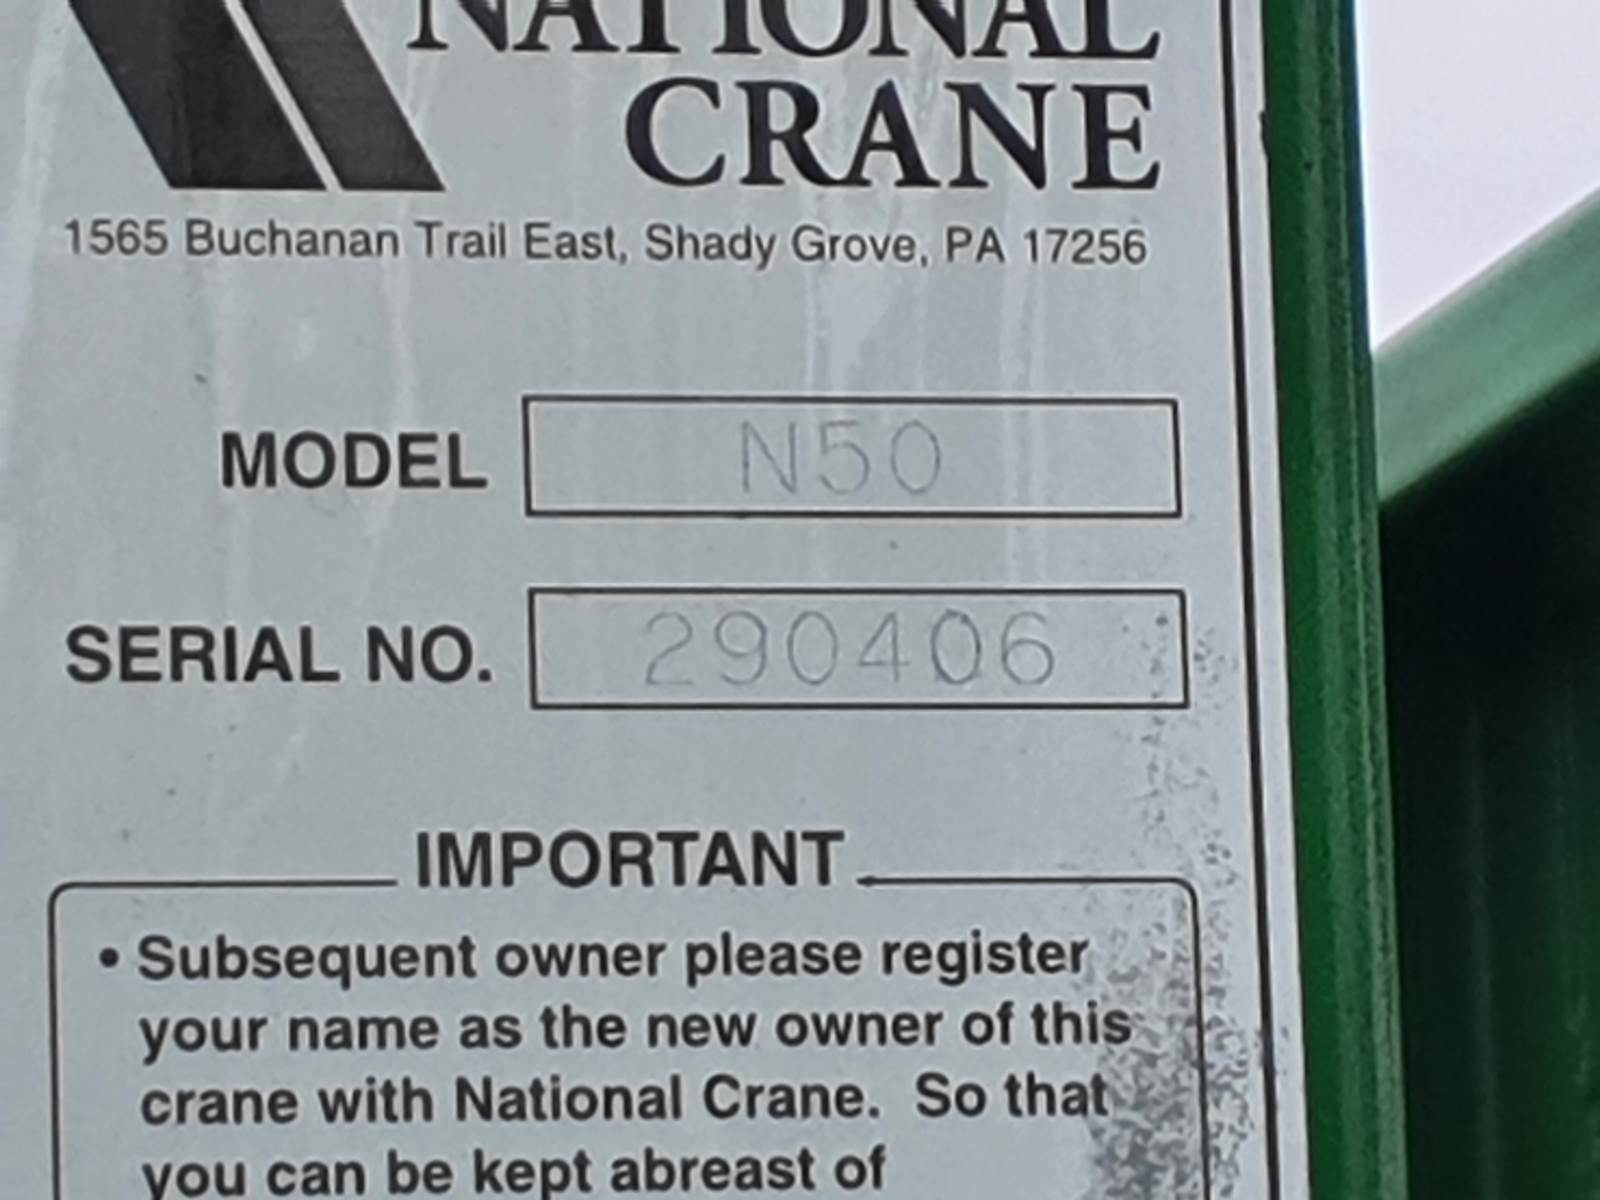 NATIONAL
CRANE
1565 Buchanan Trail East, Shady Grove, PA 17256
MODEL N50
SERIAL NO. 290406
IMPORTANT
• Subsequent owner please register
your name as the new owner of this
crane with National Crane. So that
you can be kept abreast of